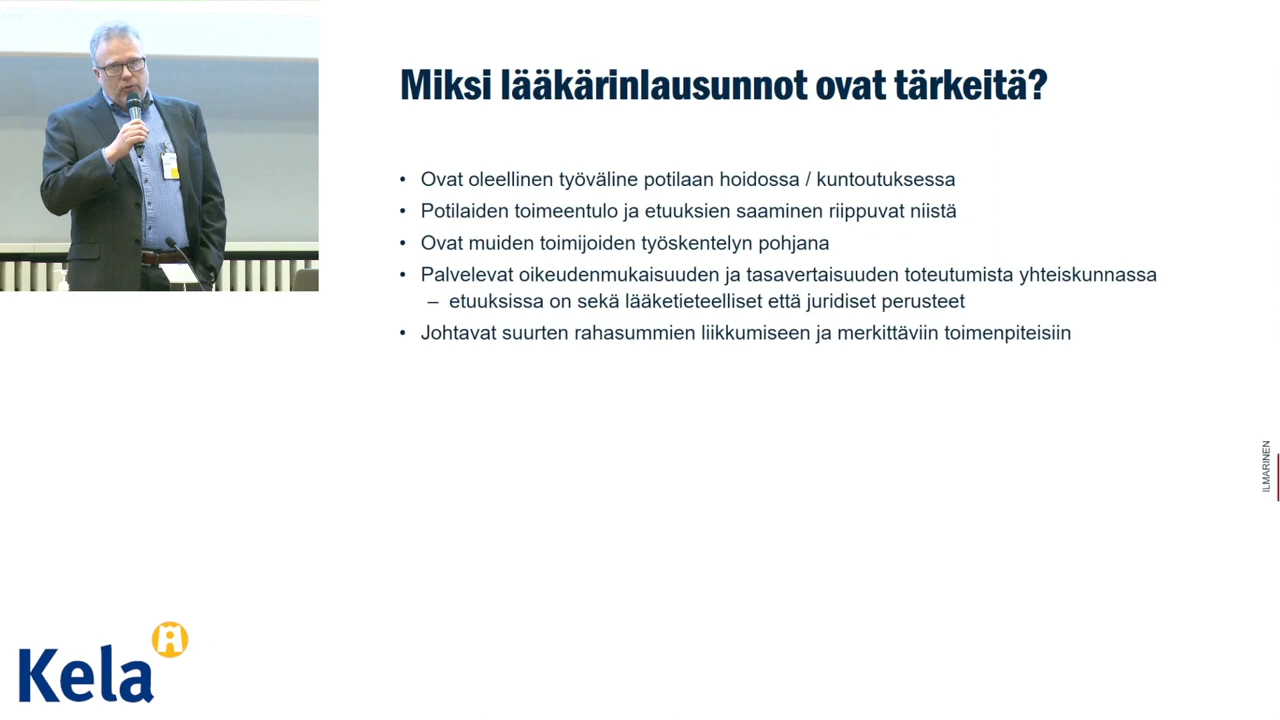 Miksi lääkärinlausunnot ovat tärkeitä?
• Ovat oleellinen työväline potilaan hoidossa / kuntoutuksessa
• Potilaiden toimeentulo ja etuuksien saaminen riippuvat niistä
• Ovat muiden toimijoiden työskentelyn pohjana
• Palvelevat oikeudenmukaisuuden ja tasavertaisuuden toteutumista yhteiskunnassa
– etuuksissa on sekä lääketieteelliset että juridiset perusteet
• Johtavat suurten rahasummien liikkumiseen ja merkittäviin toimenpiteisiin
ILMARINEN
Kela